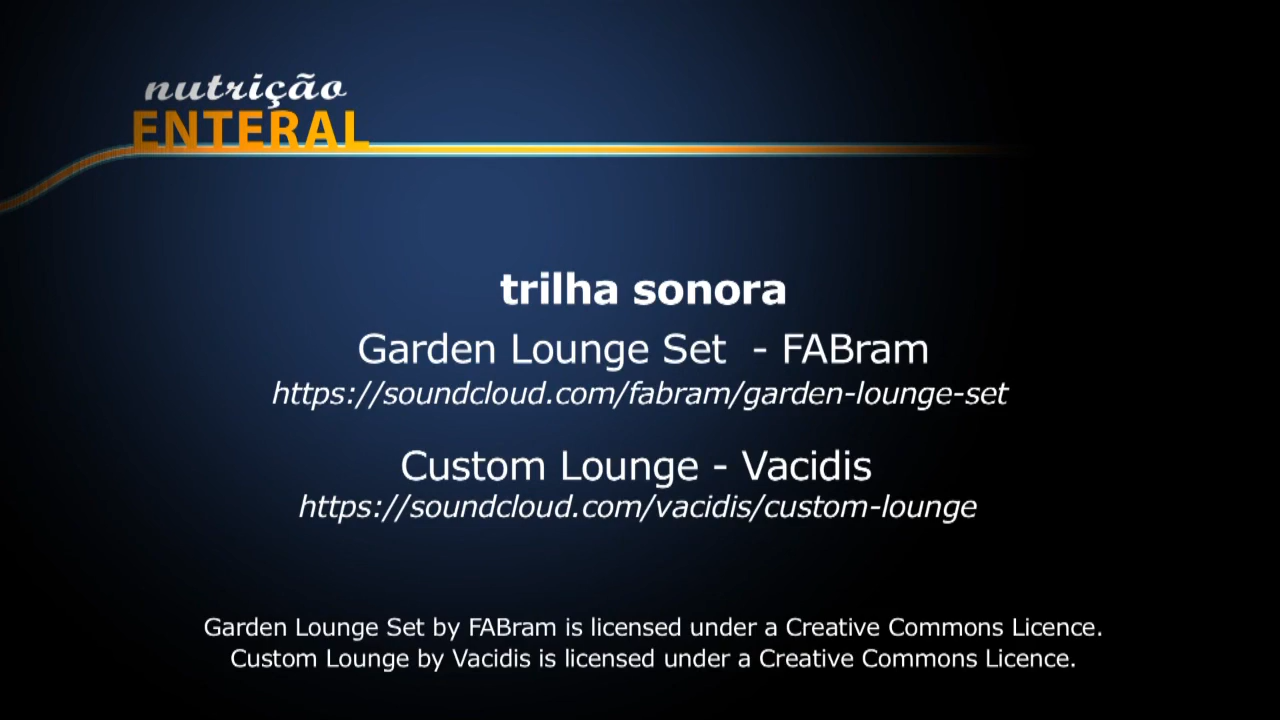 nutrição
ENTERAL
trilha sonora
Garden Lounge Set - FABram
https://soundcloud.com/fabram/garden-lounge-set
Custom Lounge - Vacidis
https://soundcloud.com/vacidis/custom-lounge
Garden Lounge Set by FABram is licensed under a Creative Commons Licence.
Custom Lounge by Vacidis is licensed under a Creative Commons Licence.